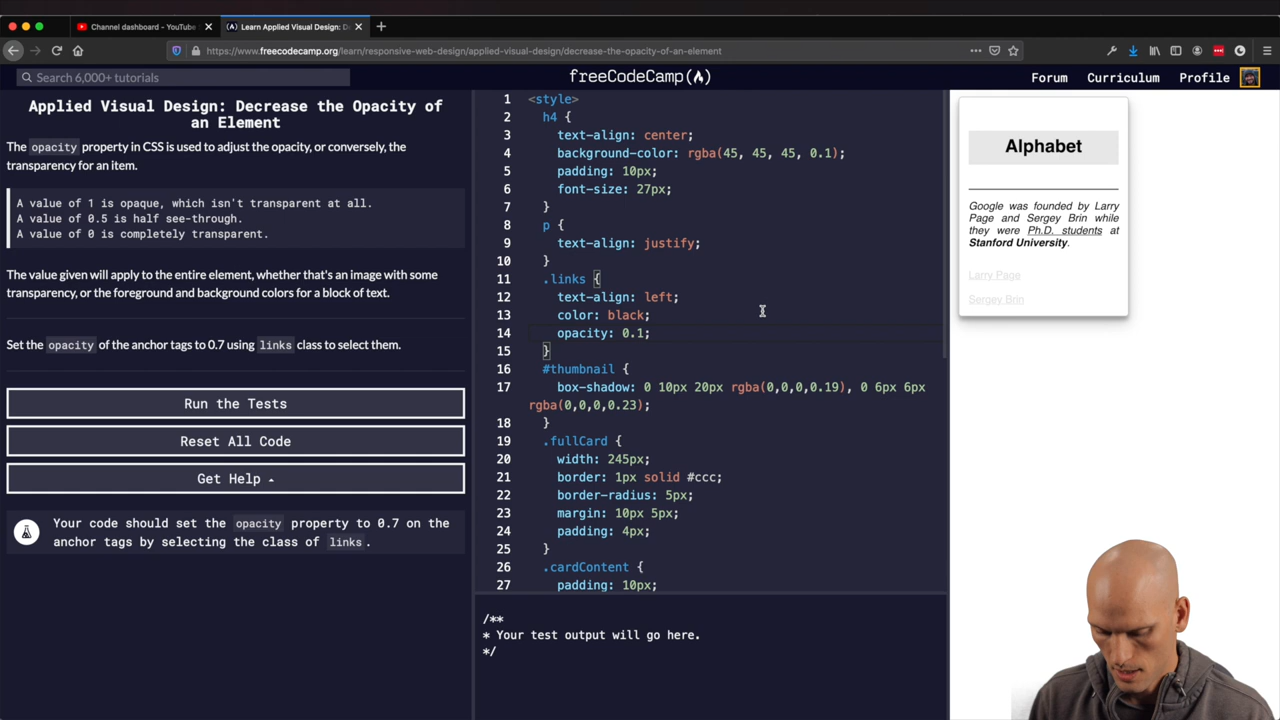 Channel dashboard - YouTube S
Learn Applied Visual Design: D
https://www.freecodecamp.org/learn/responsive-web-design/applied-visual-design/decrease-the-opacity-of-an-element
Search 6,000+ tutorials
freeCodeCamp
Forum Curriculum Profile
Applied Visual Design: Decrease the Opacity of
an Element
The opacity property in CSS is used to adjust the opacity, or conversely, the
transparency for an item.
A value of 1 is opaque, which isn't transparent at all.
A value of 0.5 is half see-through.
A value of 0 is completely transparent.
The value given will apply to the entire element, whether that's an image with some
transparency, or the foreground and background colors for a block of text.
Set the opacity of the anchor tags to 0.7 using links class to select them.
Run the Tests
Reset All Code
Get Help
Your code should set the opacity property to 0.7 on the
anchor tags by selecting the class of links.
1 <style>
2 h4 {
3 text-align: center;
4 background-color: rgba(45, 45, 45, 0.1);
5 padding: 10px;
6 font-size: 27px;
7 }
8 p {
9 text-align: justify;
10 }
11 .links {
12 text-align: left;
13 color: black;
14 opacity: 0.1;
15 }
16 #thumbnail {
17 box-shadow: 0 10px 20px rgba(0,0,0,0.19), 0 6px 6px
rgba(0,0,0,0.23);
18 }
19 .fullCard {
20 width: 245px;
21 border: 1px solid #ccc;
22 border-radius: 5px;
23 margin: 10px 5px;
24 padding: 4px;
25 }
26 .cardContent {
27 padding: 10px;
/**
* Your test output will go here.
*/
Alphabet
Google was founded by Larry
Page and Sergey Brin while
they were Ph.D. students at
Stanford University.
Larry Page
Sergey Brin